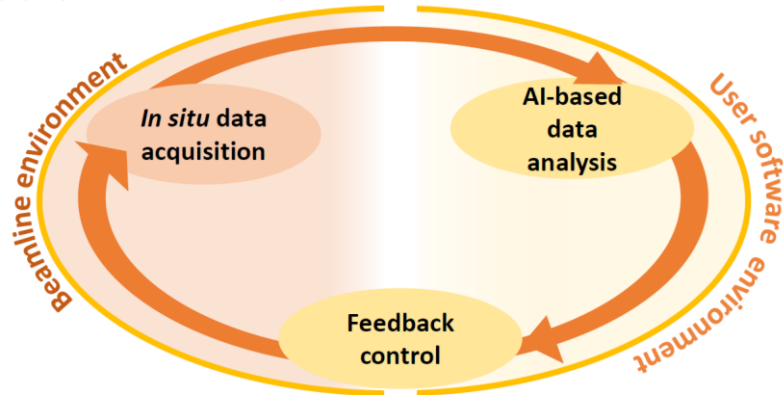 Beamline environment
In situ data
acquisition
AI-based
data
analysis
User software environment
Feedback
control